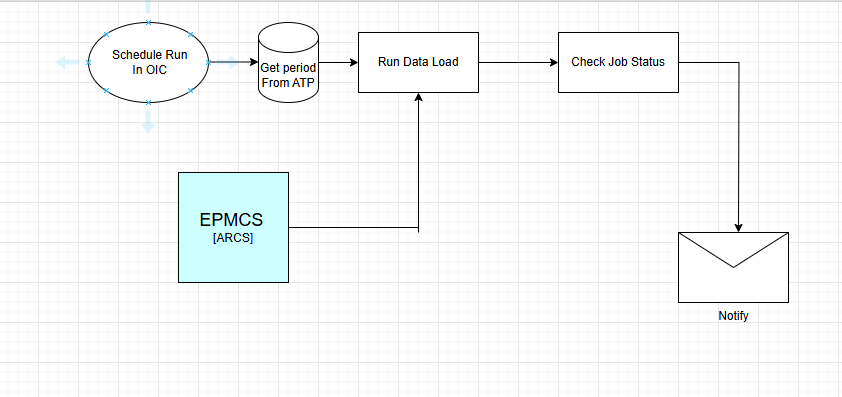 Schedule Run
In OIC
Get period
From ATP
Run Data Load
Check Job Status
EPMCS
[ARCS]
Notify